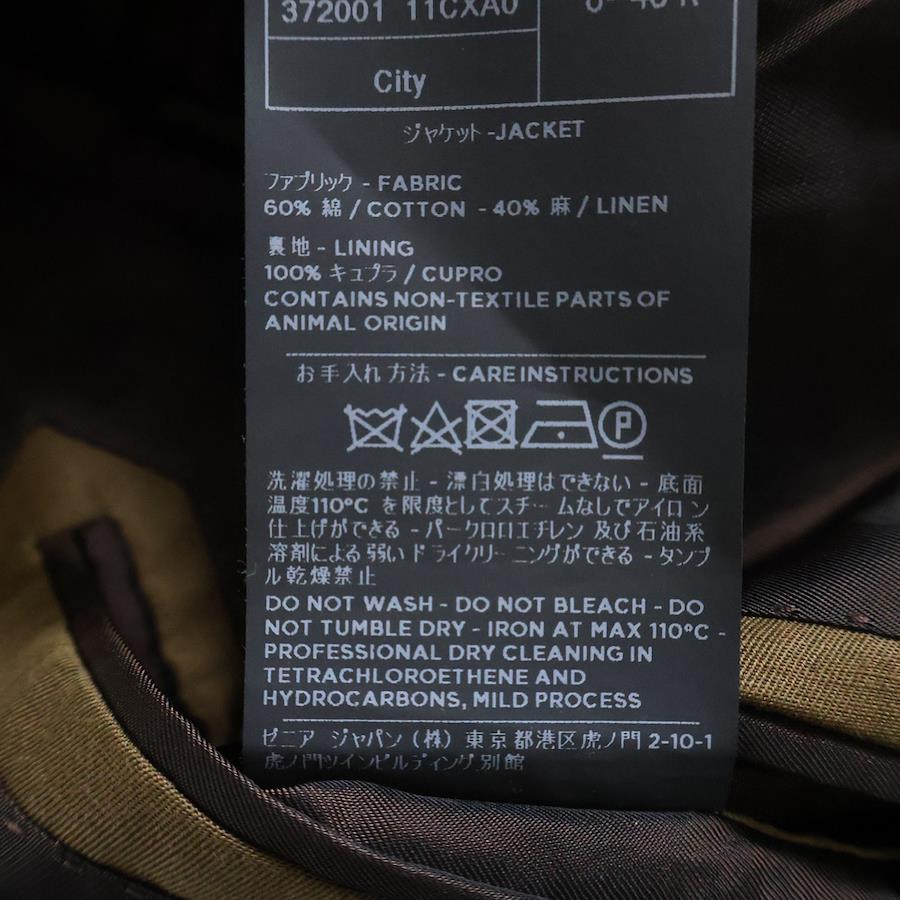 372001 11CXA0
City
ジャケット -JACKET
ファブリック - FABRIC
60% 綿 / COTTON - 40% 麻 / LINEN
裏地 - LINING
100% キュプラ / CUPRO
CONTAINS NON-TEXTILE PARTS OF
ANIMAL ORIGIN
お手入れ方法 - CARE INSTRUCTIONS
P
洗濯処理の禁止 - 漂白処理はできない - 底面
温度110°C を限度としてスチームなしでアイロン
仕上げができる - パークロロエチレン 及び石油系
溶剤による 弱い ドライクリーニングができる - タンブ
ル乾燥禁止
DO NOT WASH - DO NOT BLEACH - DO
NOT TUMBLE DRY - IRON AT MAX 110°C -
PROFESSIONAL DRY CLEANING IN
TETRACHLOROETHENE AND
HYDROCARBONS, MILD PROCESS
ゼニア ジャパン (株) 東京都港区虎ノ門 2-10-1
虎ノ門ツインビルディング別館